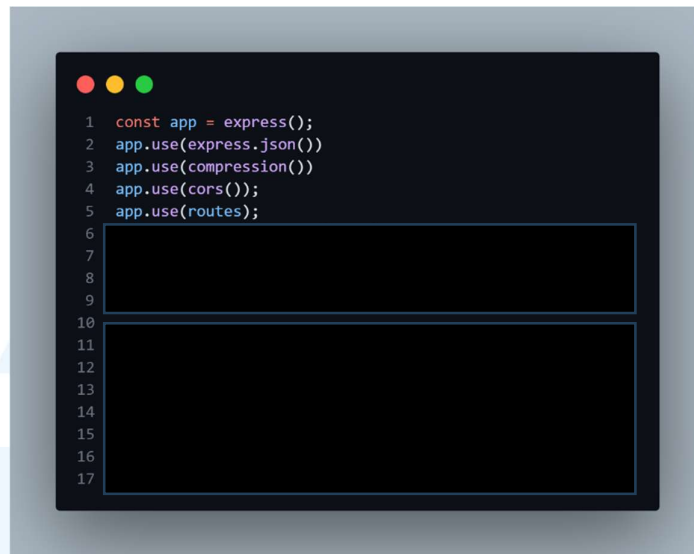 1 const app = express();
2 app.use(express.json())
3 app.use(compression())
4 app.use(cors());
5 app.use(routes);
6
7
8
9
10
11
12
13
14
15
16
17